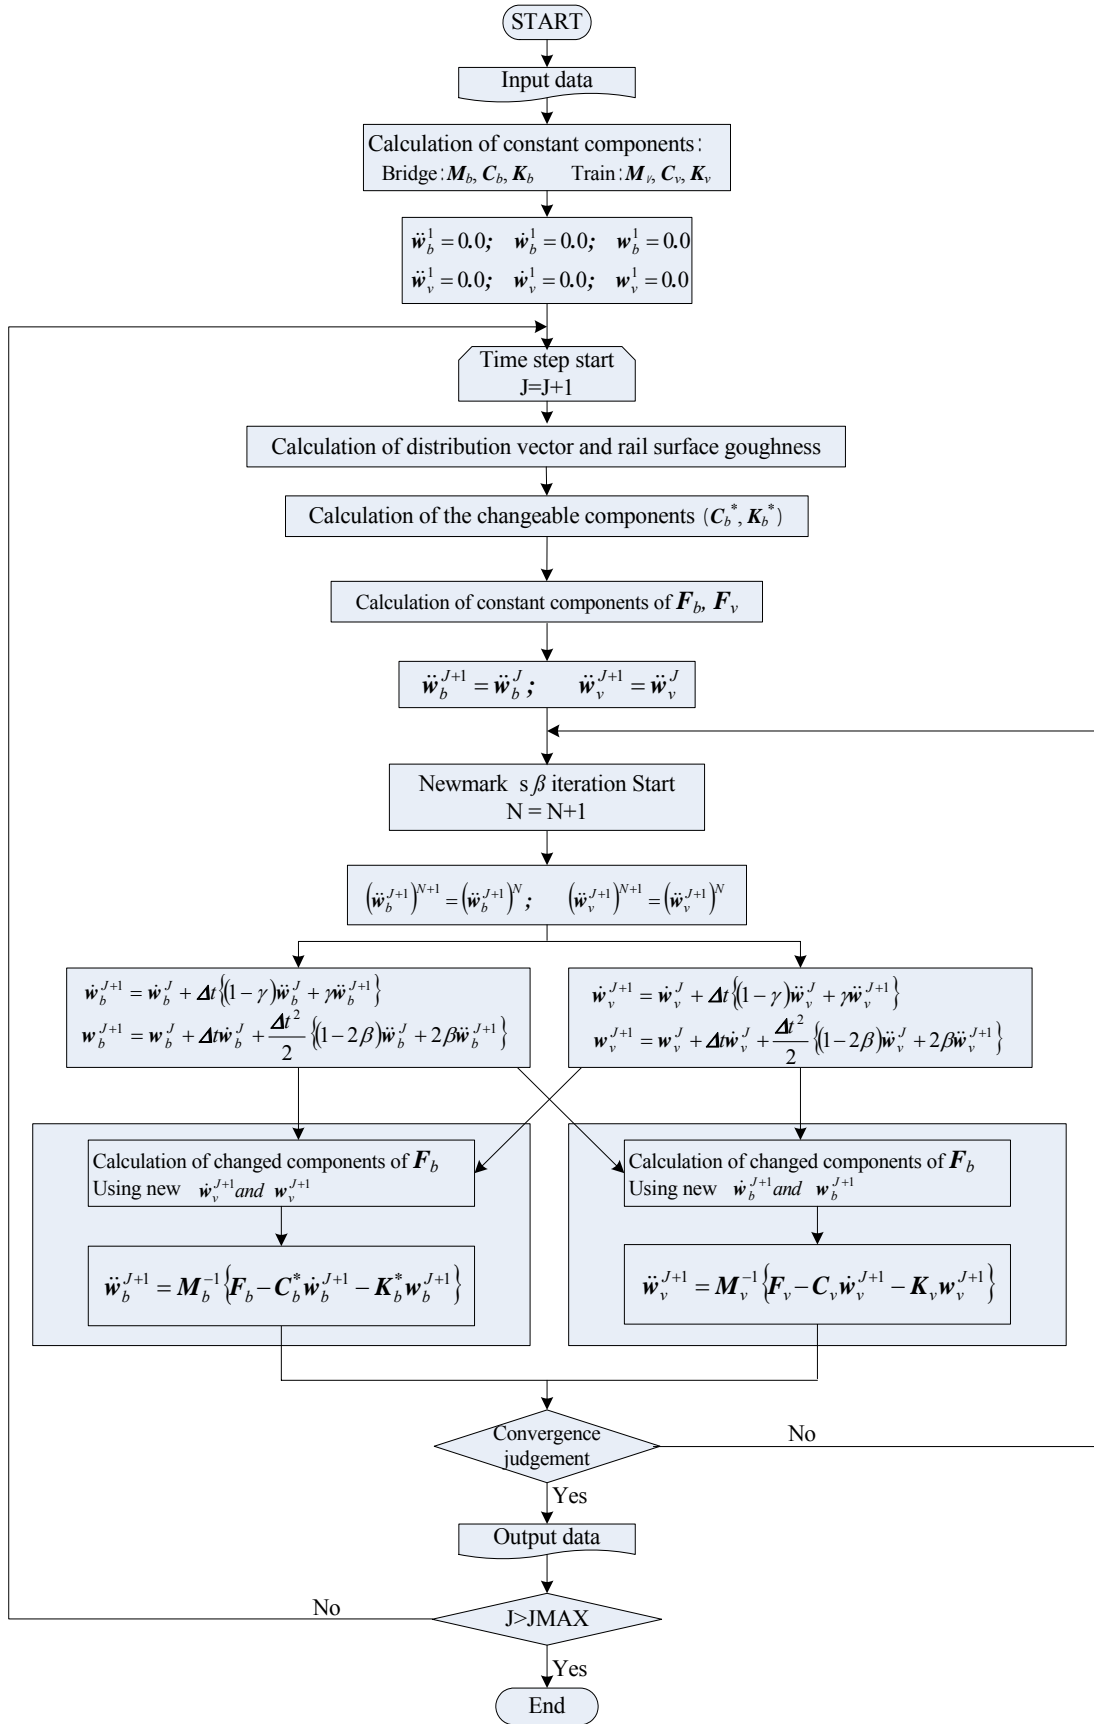 START
Input data
Calculation of constant components:
Bridge: M_b, C_b, K_b Train: M_v, C_v, K_v
ẅ_b^1 = 0.0; ẇ_b^1 = 0.0; w_b^1 = 0.0
ẅ_v^1 = 0.0; ẇ_v^1 = 0.0; w_v^1 = 0.0
Time step start
J=J+1
Calculation of distribution vector and rail surface goughness
Calculation of the changeable components (C_b^*, K_b^*)
Calculation of constant components of F_b, F_v
ẅ_b^{J+1} = ẅ_b^J; ẅ_v^{J+1} = ẅ_v^J
Newmark s β iteration Start
N = N+1
(ẅ_b^{J+1})^{N+1} = (ẅ_b^{J+1})^N; (ẅ_v^{J+1})^{N+1} = (ẅ_v^{J+1})^N
ẇ_b^{J+1} = ẇ_b^J + Δt{(1−γ)ẅ_b^J + γẅ_b^{J+1}}
w_b^{J+1} = w_b^J + Δtẇ_b^J + Δt^2/2 {(1−2β)ẅ_b^J + 2βẅ_b^{J+1}}
ẇ_v^{J+1} = ẇ_v^J + Δt{(1−γ)ẅ_v^J + γẅ_v^{J+1}}
w_v^{J+1} = w_v^J + Δtẇ_v^J + Δt^2/2 {(1−2β)ẅ_v^J + 2βẅ_v^{J+1}}
Calculation of changed components of F_b
Using new ẇ_v^{J+1} and w_v^{J+1}
ẅ_b^{J+1} = M_b^{-1}{F_b − C_b^* ẇ_b^{J+1} − K_b^* w_b^{J+1}}
Calculation of changed components of F_b
Using new ẇ_b^{J+1} and w_b^{J+1}
ẅ_v^{J+1} = M_v^{-1}{F_v − C_v ẇ_v^{J+1} − K_v w_v^{J+1}}
Convergence
judgement
No
Yes
Output data
No
J>JMAX
Yes
End